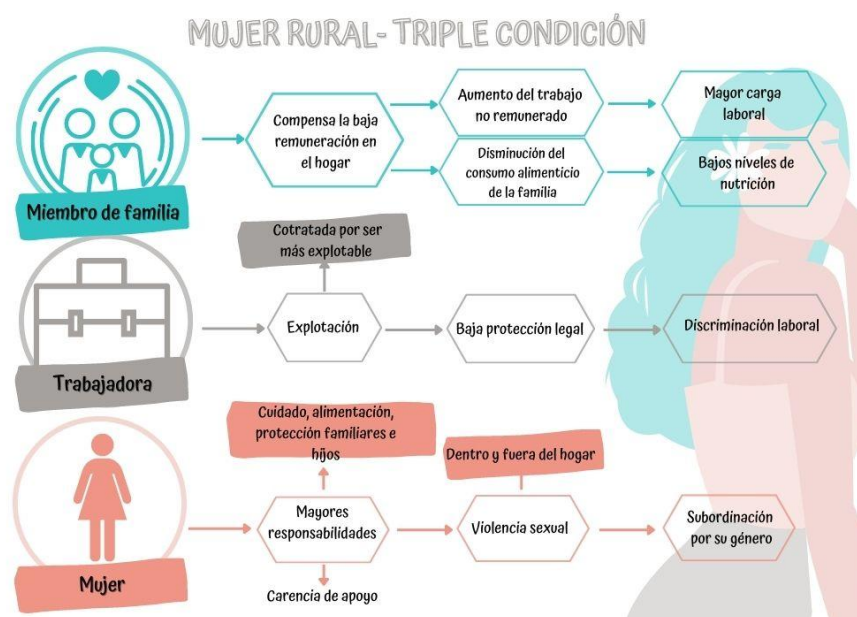 MUJER RURAL- TRIPLE CONDICIÓN
Miembro de familia
Compensa la baja
remuneración en
el hogar
Aumento del trabajo
no remunerado
Mayor carga
laboral
Disminución del
consumo alimenticio
de la familia
Bajos niveles de
nutrición
Trabajadora
Cotratada por ser
más explotable
Explotación
Baja protección legal
Discriminación laboral
Mujer
Cuidado, alimentación,
protección famíliares e
hijos
Mayores
responsabilidades
Carencia de apoyo
Dentro y fuera del hogar
Violencia sexual
Subordinación
por su género